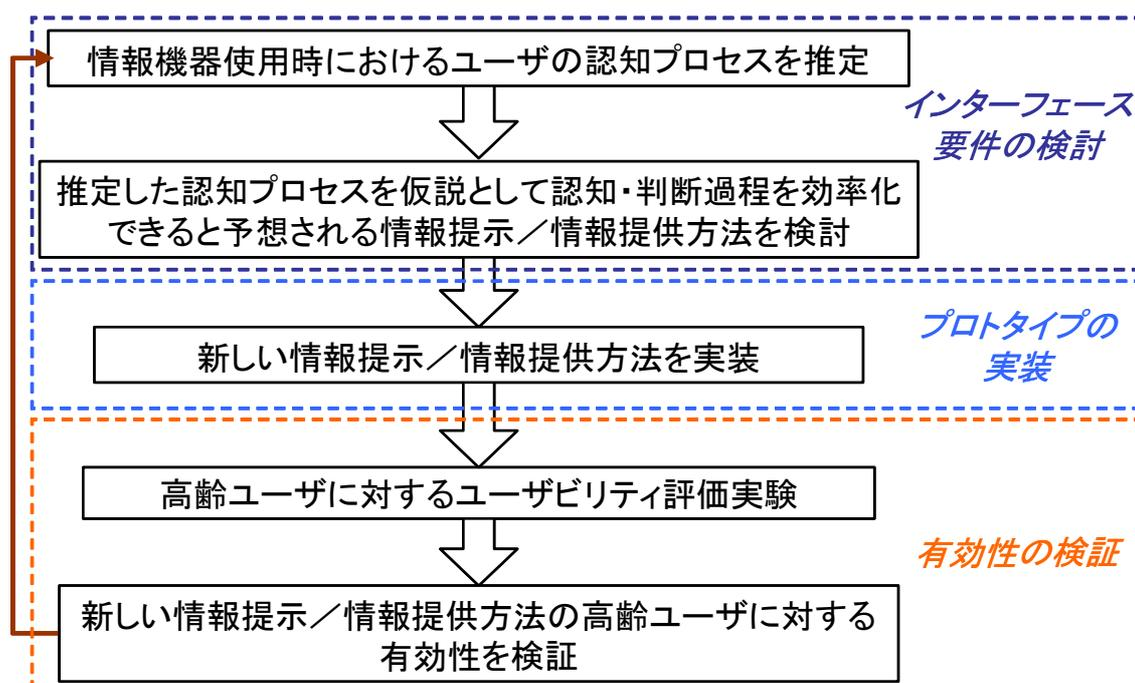 情報機器使用時におけるユーザの認知プロセスを推定
インターフェース
要件の検討
推定した認知プロセスを仮説として認知・判断過程を効率化
できると予想される情報提示／情報提供方法を検討
プロトタイプの
実装
新しい情報提示／情報提供方法を実装
高齢ユーザに対するユーザビリティ評価実験
有効性の検証
新しい情報提示／情報提供方法の高齢ユーザに対する
有効性を検証